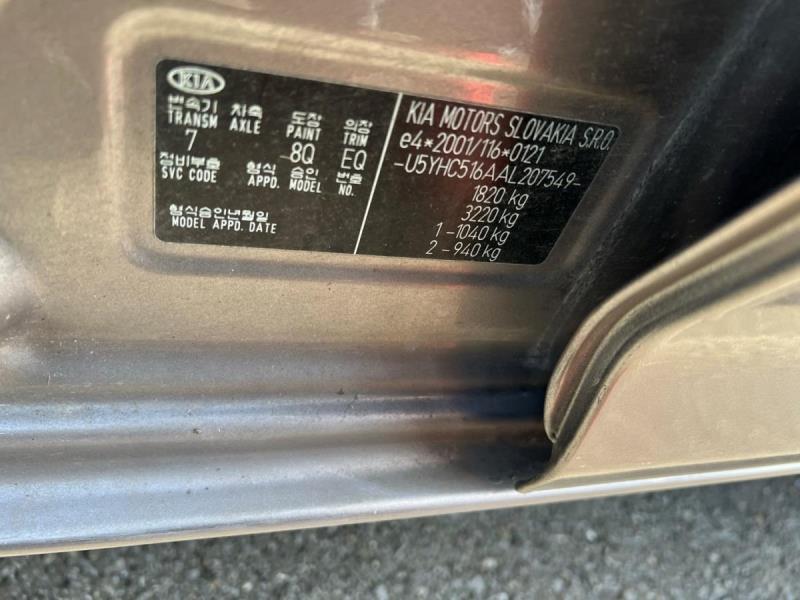 KIA
변속기 차축 도장 의장
TRANSM AXLE PAINT TRIM
7 8Q EQ
정비부호 형식 승인 번호
SVC CODE APPD. MODEL NO.
형식승인년월일
MODEL APPD. DATE
KIA MOTORS SLOVAKIA S.R.O.
e4*2001/116*0121
-U5YHC516AAL207549-
1820 kg
3220 kg
1 -1040 kg
2 -940 kg